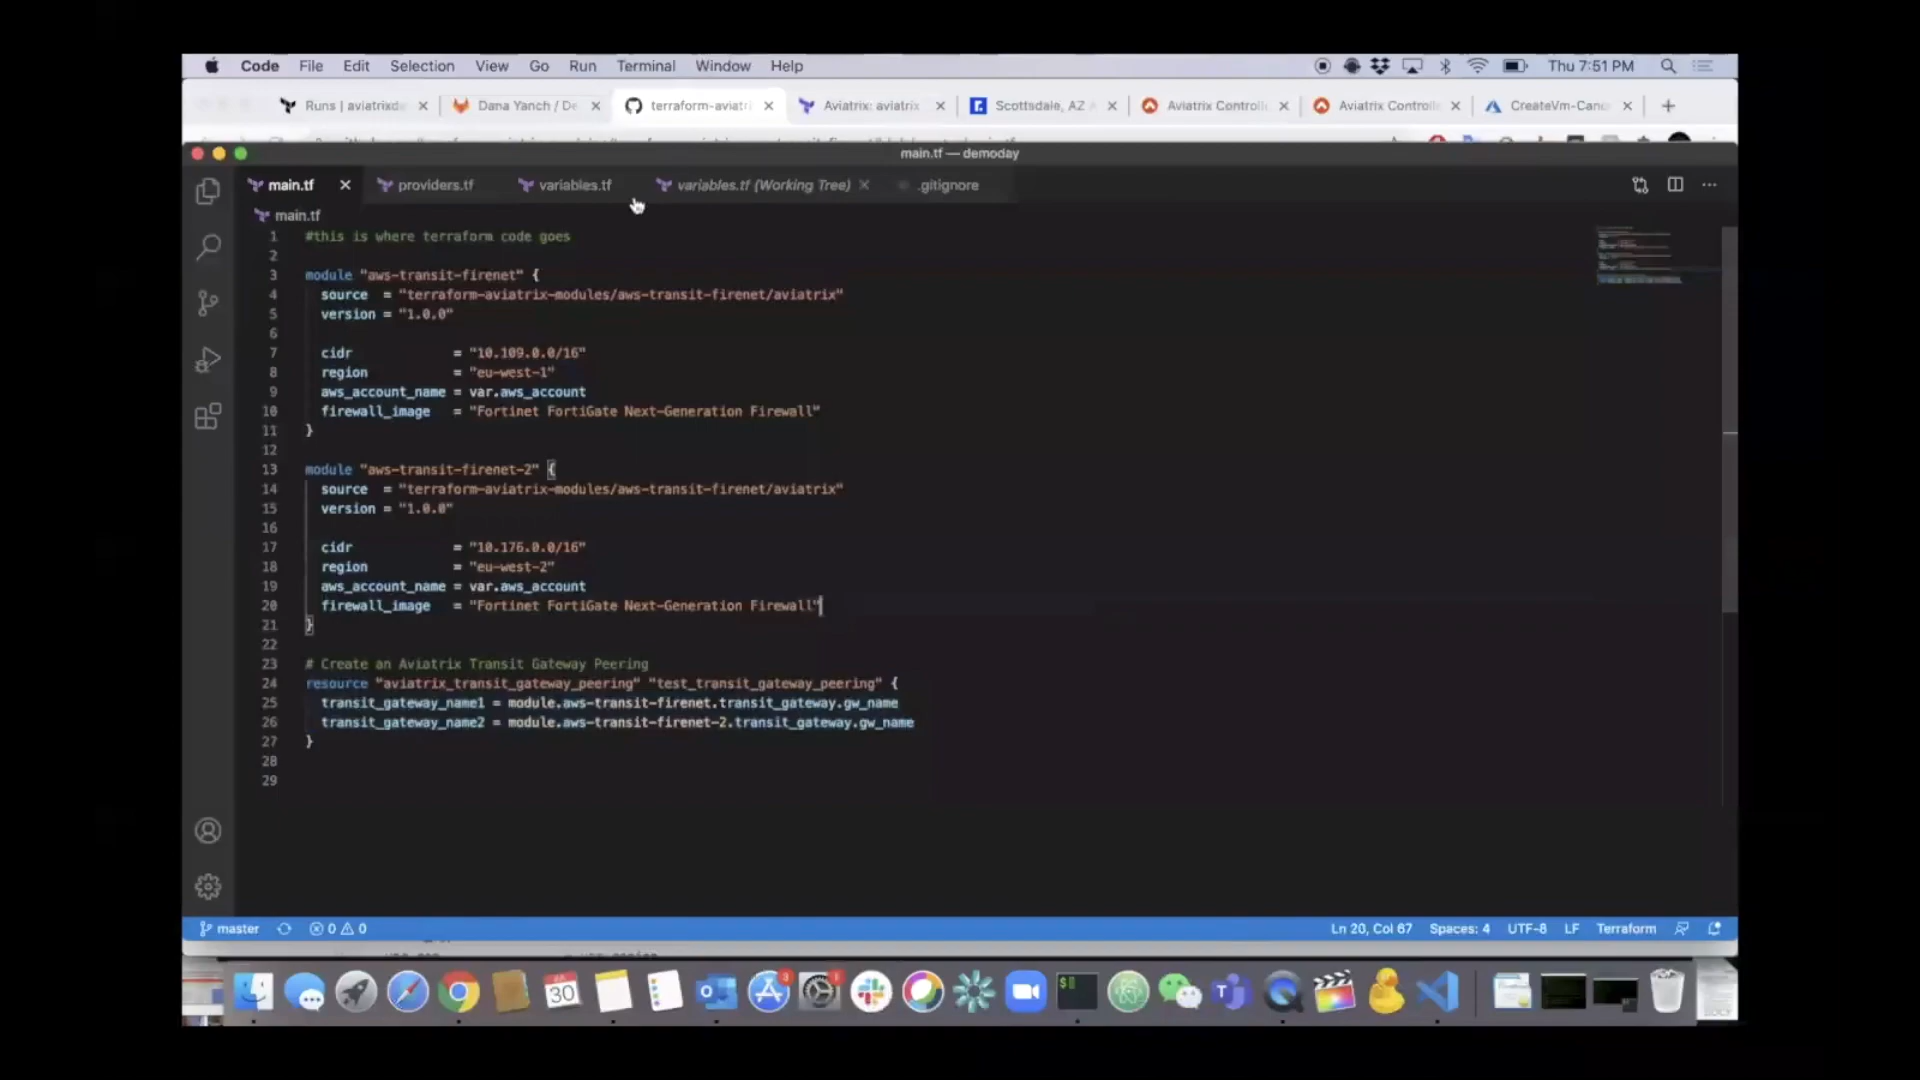 Code File Edit Selection View Go Run Terminal Window Help Thu 7:51 PM
Runs | aviatrixd Dana Yanch / De terraform-aviatri Aviatrix: aviatrix Scottsdale, AZ Aviatrix Controll Aviatrix Controll CreateVm-Cano
main.tf — demoday
main.tf providers.tf variables.tf variables.tf (Working Tree) .gitignore
main.tf
1 #this is where terraform code goes
2
3 module "aws-transit-firenet" {
4 source = "terraform-aviatrix-modules/aws-transit-firenet/aviatrix"
5 version = "1.0.0"
6
7 cidr = "10.109.0.0/16"
8 region = "eu-west-1"
9 aws_account_name = var.aws_account
10 firewall_image = "Fortinet FortiGate Next-Generation Firewall"
11 }
12
13 module "aws-transit-firenet-2" {
14 source = "terraform-aviatrix-modules/aws-transit-firenet/aviatrix"
15 version = "1.0.0"
16
17 cidr = "10.176.0.0/16"
18 region = "eu-west-2"
19 aws_account_name = var.aws_account
20 firewall_image = "Fortinet FortiGate Next-Generation Firewall"
21 }
22
23 # Create an Aviatrix Transit Gateway Peering
24 resource "aviatrix_transit_gateway_peering" "test_transit_gateway_peering" {
25 transit_gateway_name1 = module.aws-transit-firenet.transit_gateway.gw_name
26 transit_gateway_name2 = module.aws-transit-firenet-2.transit_gateway.gw_name
27 }
28
29
master 0 0 Ln 20, Col 67 Spaces: 4 UTF-8 LF Terraform
30 3 1